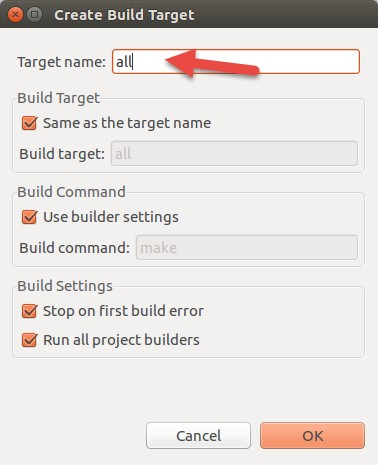 Create Build Target
Target name: all
Build Target
Same as the target name
Build target: all
Build Command
Use builder settings
Build command: make
Build Settings
Stop on first build error
Run all project builders
Cancel OK